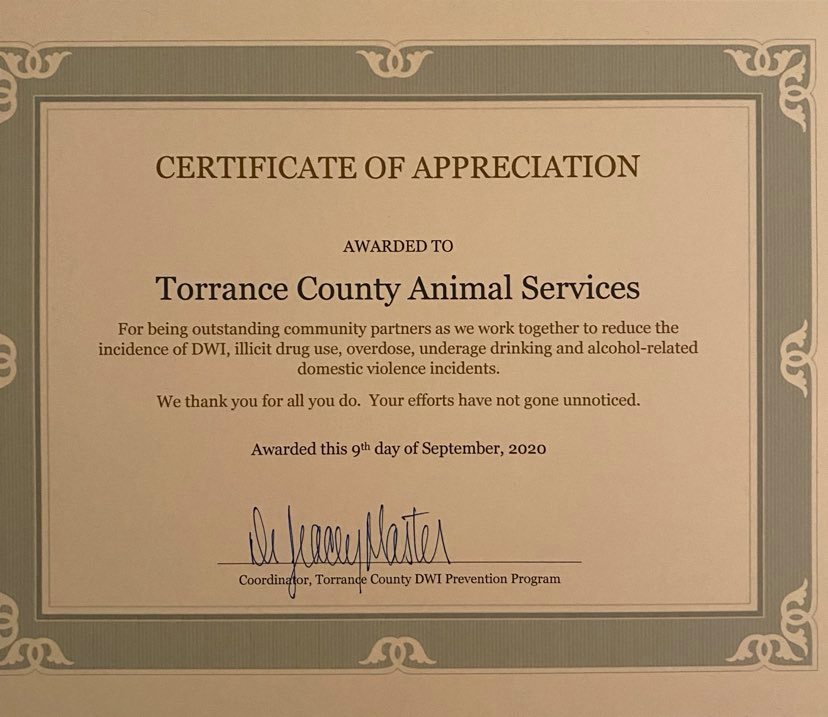 CERTIFICATE OF APPRECIATION
AWARDED TO
Torrance County Animal Services
For being outstanding community partners as we work together to reduce the
incidence of DWI, illicit drug use, overdose, underage drinking and alcohol-related
domestic violence incidents.
We thank you for all you do. Your efforts have not gone unnoticed.
Awarded this 9th day of September, 2020
Master
Coordinator, Torrance County DWI Prevention Program